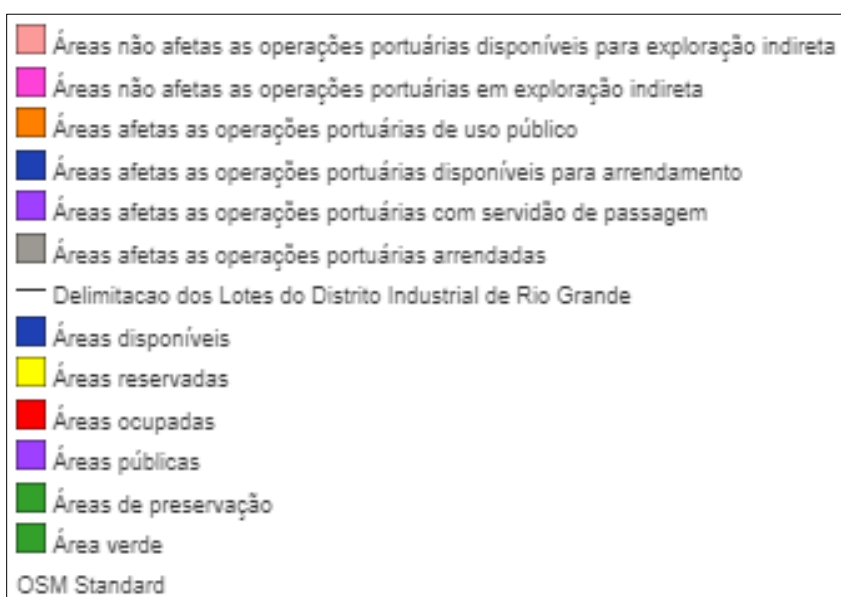 Áreas não afetas as operações portuárias disponíveis para exploração indireta
Áreas não afetas as operações portuárias em exploração indireta
Áreas afetas as operações portuárias de uso público
Áreas afetas as operações portuárias disponíveis para arrendamento
Áreas afetas as operações portuárias com servidão de passagem
Áreas afetas as operações portuárias arrendadas
Delimitacao dos Lotes do Distrito Industrial de Rio Grande
Áreas disponíveis
Áreas reservadas
Áreas ocupadas
Áreas públicas
Áreas de preservação
Área verde
OSM Standard